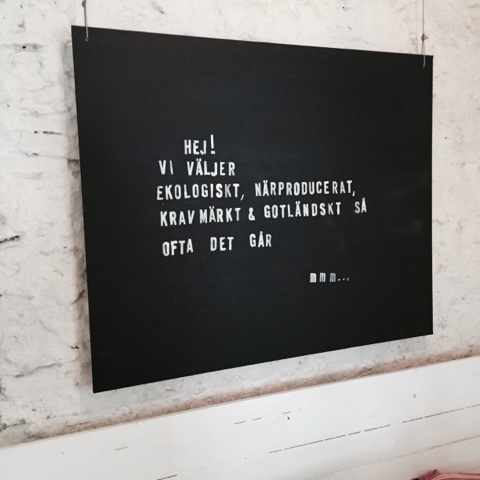 HEJ!
VI VÄLJER
EKOLOGISKT, NÄRPRODUCERAT,
KRAV MÄRKT & GOTLÄNDSKT SÅ
OFTA DET GÅR
mmm...